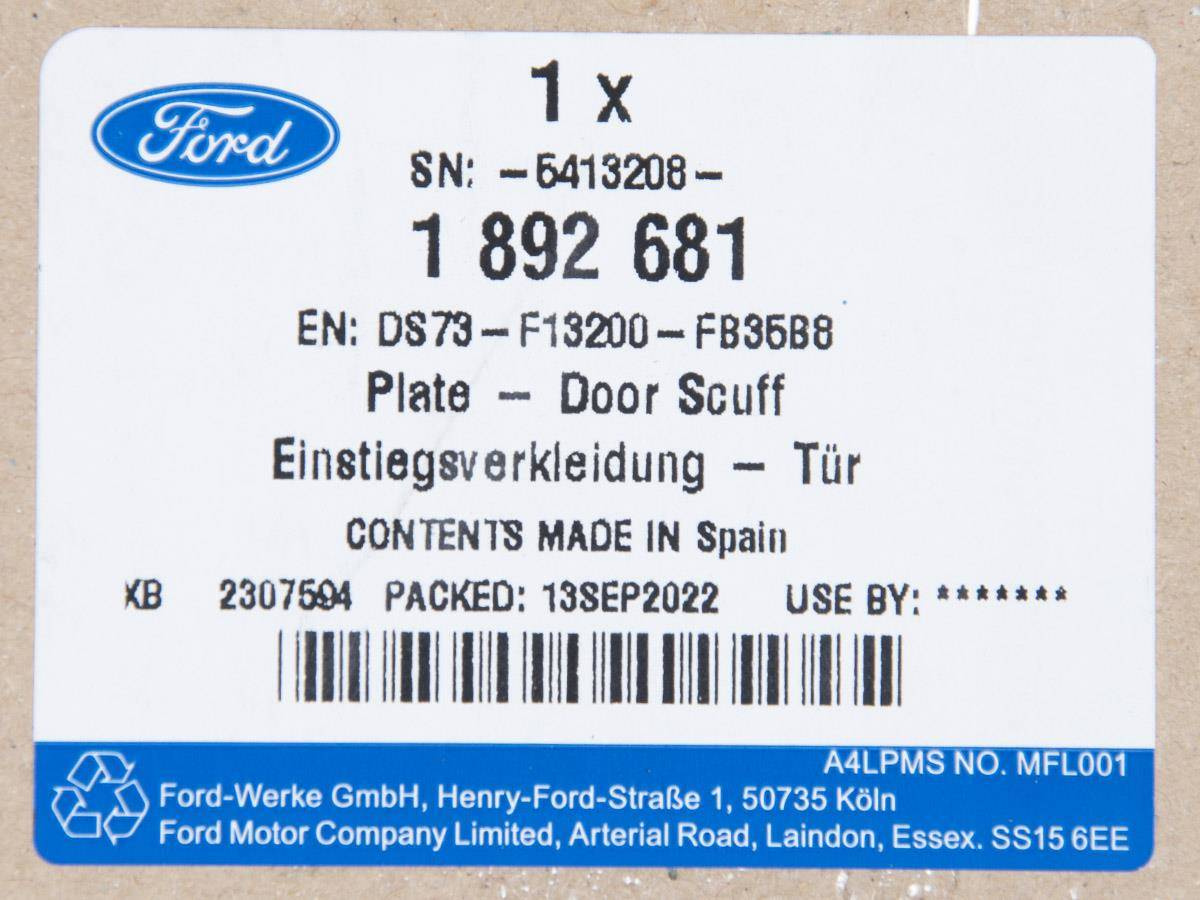 Ford
1 x
SN: -5413208-
1 892 681
EN: DS73-F13200-FB35B8
Plate - Door Scuff
Einstiegsverkleidung - Tür
CONTENTS MADE IN Spain
XB 2307594 PACKED: 13SEP2022 USE BY: *******
A4LPMS NO. MFL001
Ford-Werke GmbH, Henry-Ford-Straße 1, 50735 Köln
Ford Motor Company Limited, Arterial Road, Laindon, Essex. SS15 6EE